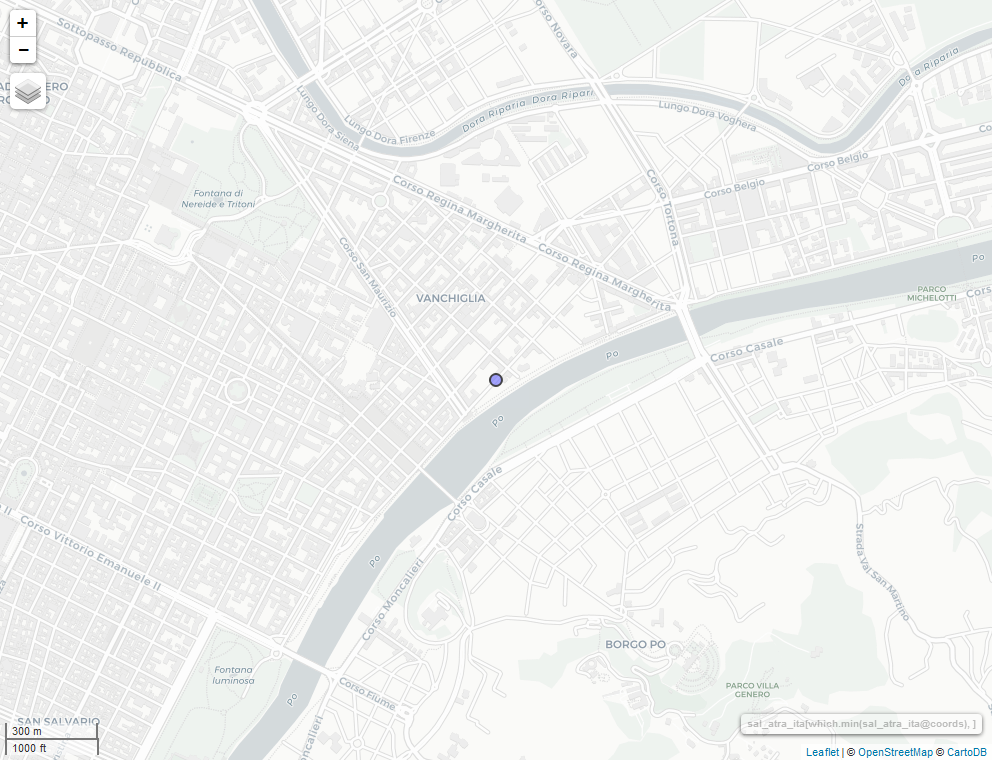 +
−
Sottopasso Repubblica
Corso Novara
Dora Riparia
Lungo Dora Siena
Lungo Dora Firenze
Dora Riparia Dora Ripari
Lungo Dora Voghera
Corso Belgio
Corso Belgio
Fontana di
Nereide e Tritoni
Corso Regina Margherita
Corso Tortona
Corso San Maurizio
Corso Regina Margherita
Po
VANCHIGLIA
PARCO
MICHELOTTI
Po
Corso Casale
Po
Corso Casale
Corso Vittorio Emanuele II
Strada Val San Martino
Po
Corso Moncalieri
BORGO PO
Fontana
luminosa
Corso Fiume
PARCO VILLA
GENERO
Po
SAN SALVARIO
300 m
1000 ft
sal_atra_ita[which.min(sal_atra_ita@coords), ]
Leaflet | © OpenStreetMap © CartoDB